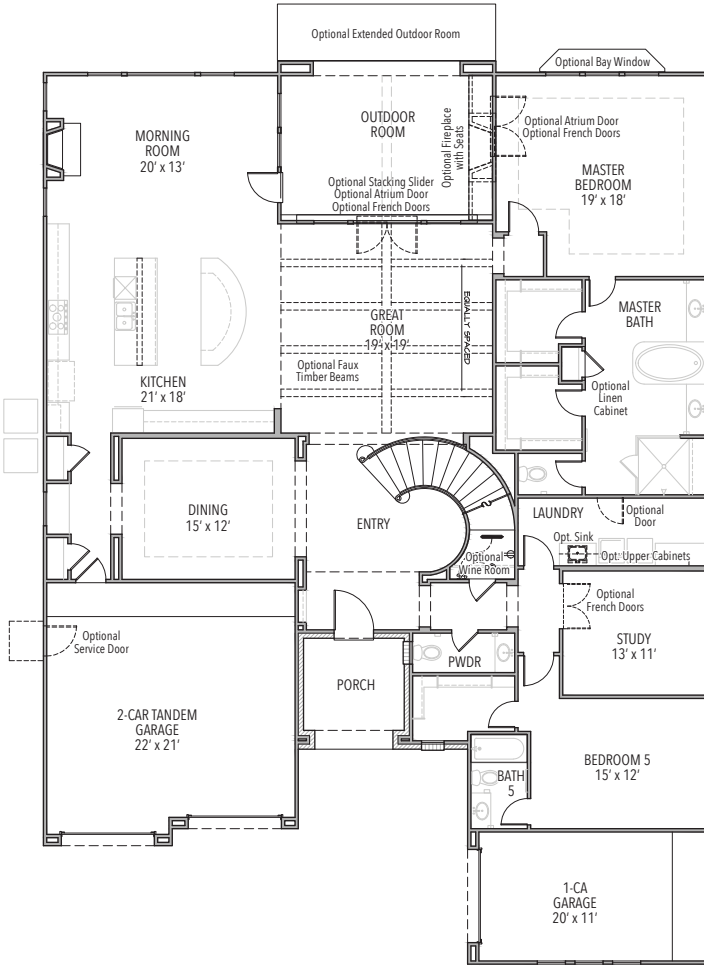 Optional Extended Outdoor Room
Optional Bay Window
MORNING
ROOM
20' x 13'
OUTDOOR
ROOM
Optional Fireplace
with Seats
Optional Atrium Door
Optional French Doors
MASTER
BEDROOM
19' x 18'
Optional Stacking Slider
Optional Atrium Door
Optional French Doors
GREAT
ROOM
19' x 19'
EQUALLY SPACED
Optional Faux
Timber Beams
MASTER
BATH
KITCHEN
21' x 18'
Optional
Linen
Cabinet
DINING
15' x 12'
ENTRY
LAUNDRY
Optional
Door
Opt. Sink
Opt. Upper Cabinets
Optional
Wine Room
Optional
French Doors
STUDY
13' x 11'
Optional
Service Door
PWDR
PORCH
2-CAR TANDEM
GARAGE
22' x 21'
BEDROOM 5
15' x 12'
BATH
5
1-CA
GARAGE
20' x 11'